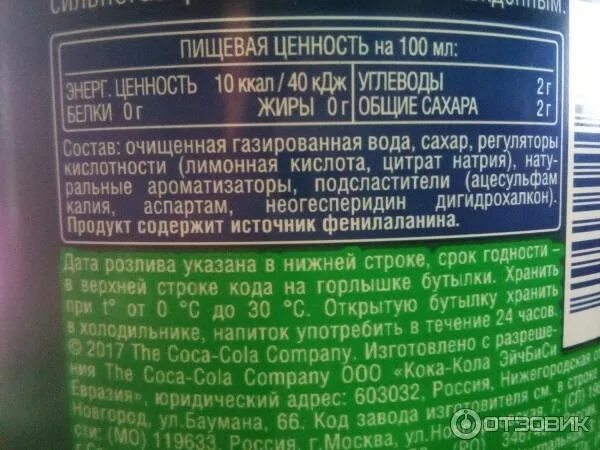 ПИЩЕВАЯ ЦЕННОСТЬ на 100 мл:
ЭНЕРГ. ЦЕННОСТЬ 10 ккал/40 кДж УГЛЕВОДЫ 2г
БЕЛКИ 0 г ЖИРЫ 0 г ОБЩИЕ САХАРА 2г
Состав: очищенная газированная вода, сахар, регуляторы
кислотности (лимонная кислота, цитрат натрия), нату-
ральные ароматизаторы, подсластители (ацесульфам
калия, аспартам, неогесперидин дигидрохалкон).
Продукт содержит источник фенилаланина.
Дата розлива указана в нижней строке, срок годности –
в верхней строке кода на горлышке бутылки. Хранить
при t° от 0 °С до 30 °С. Открытую бутылку хранить
в холодильнике, напиток употребить в течение 24 часов.
© 2017 The Coca-Cola Company. Изготовлено с разреше-
ния The Coca-Cola Company ООО «Кока-Кола ЭйчБиСи
Евразия», юридический адрес: 603032, Россия, Нижегородская
Новгород, ул.Баумана, 66. Код завода изготовителя см. в строке
сти: (МО) 119633, Россия, г.Москва, ул.Но
ОТЗОВИК